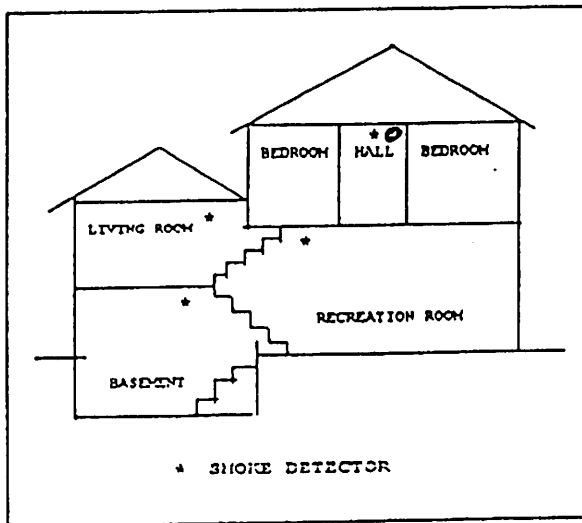 BEDROOM * HALL BEDROOM
LIVING ROOM *
*
*
RECREATION ROOM
BASEMENT
* SMOKE DETECTOR